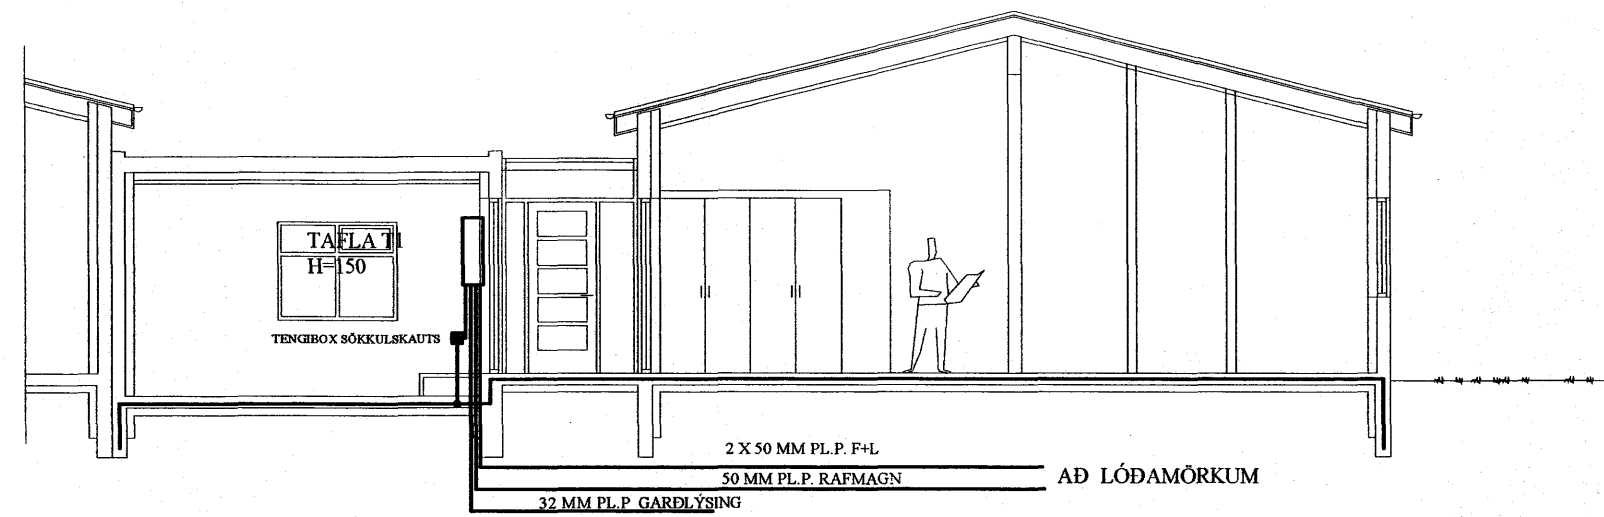 TAFLA T1
H=150
TENGIBOX SÖKKULSKAUTS
2 X 50 MM PL.P. F+L
50 MM PL.P. RAFMAGN
AÐ LÓÐAMÖRKUM
32 MM PL.P GARÐLÝSING